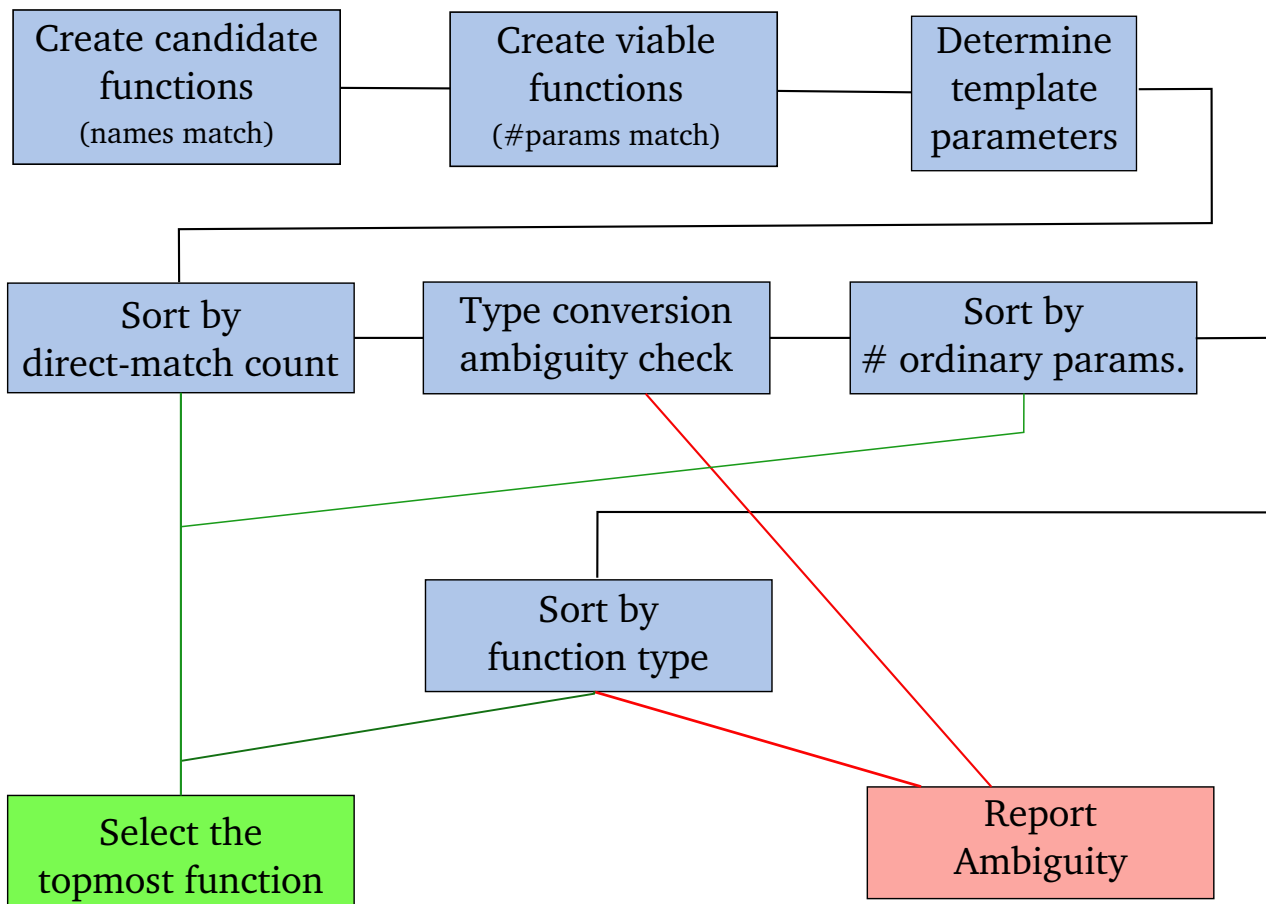 Create candidate
functions
(names match)
Create viable
functions
(#params match)
Determine
template
parameters
Sort by
direct-match count
Type conversion
ambiguity check
Sort by
# ordinary params.
Sort by
function type
Select the
topmost function
Report
Ambiguity